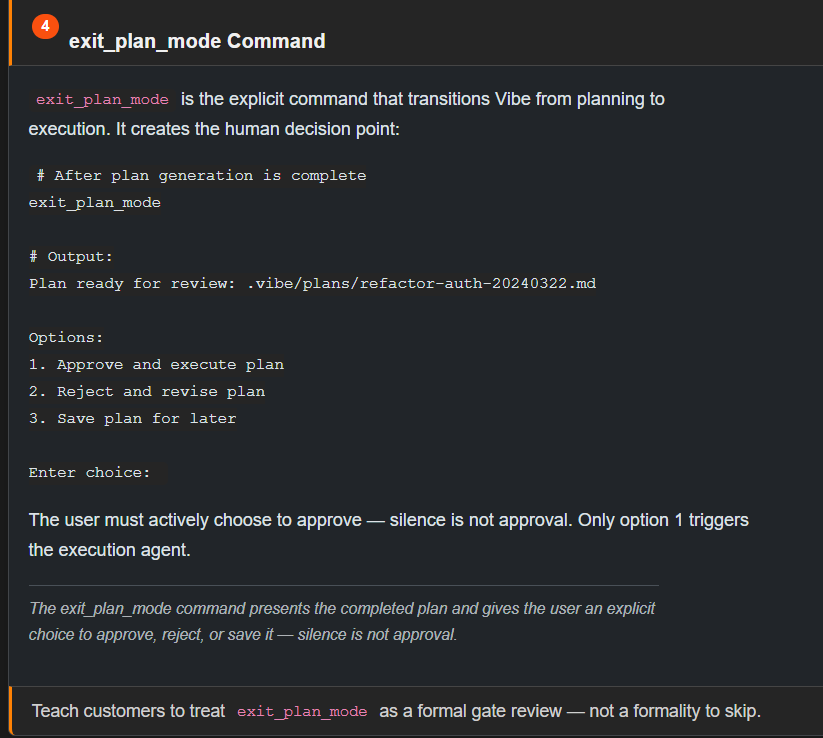 4
exit_plan_mode Command
exit_plan_mode is the explicit command that transitions Vibe from planning to
execution. It creates the human decision point:
# After plan generation is complete
exit_plan_mode
# Output:
Plan ready for review: .vibe/plans/refactor-auth-20240322.md
Options:
1. Approve and execute plan
2. Reject and revise plan
3. Save plan for later
Enter choice:
The user must actively choose to approve — silence is not approval. Only option 1 triggers
the execution agent.
The exit_plan_mode command presents the completed plan and gives the user an explicit
choice to approve, reject, or save it — silence is not approval.
Teach customers to treat exit_plan_mode as a formal gate review — not a formality to skip.